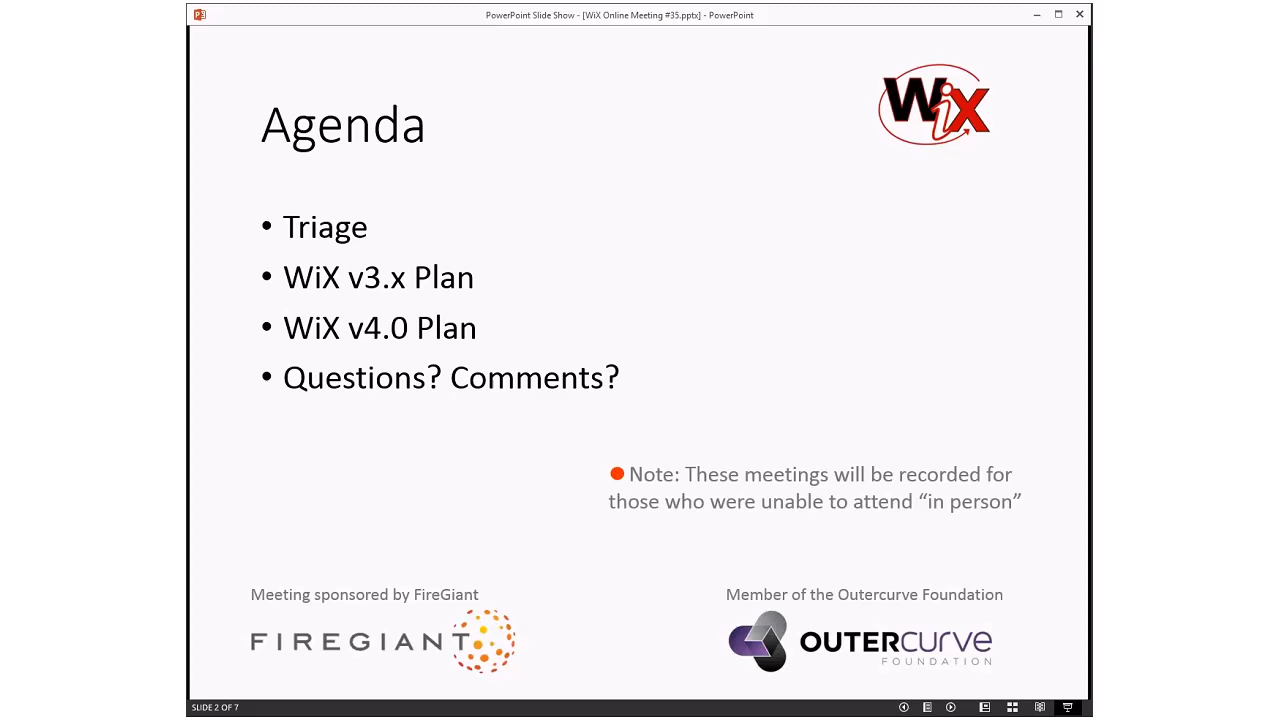 PowerPoint Slide Show - [WiX Online Meeting #35.pptx] - PowerPoint
WiX
Agenda
• Triage
• WiX v3.x Plan
• WiX v4.0 Plan
• Questions? Comments?
Note: These meetings will be recorded for
those who were unable to attend “in person”
Meeting sponsored by FireGiant
FIREGIANT
Member of the Outercurve Foundation
OUTERCURVE
FOUNDATION
SLIDE 2 OF 7